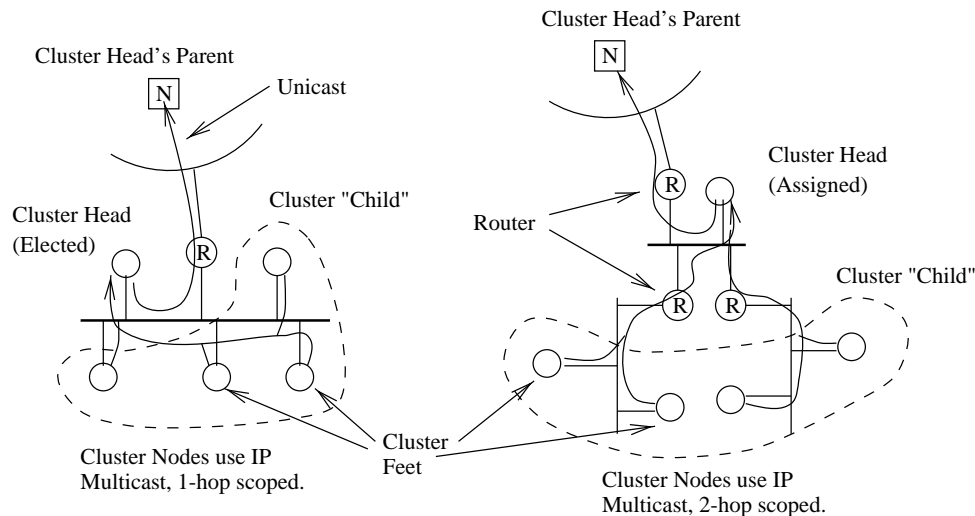 Cluster Head's Parent
N
Unicast
Cluster "Child"
Cluster Head
(Elected)
R
Cluster Nodes use IP
Multicast, 1-hop scoped.
Cluster Head's Parent
N
Cluster Head
(Assigned)
R
Router
Cluster "Child"
R
R
Cluster
Feet
Cluster Nodes use IP
Multicast, 2-hop scoped.